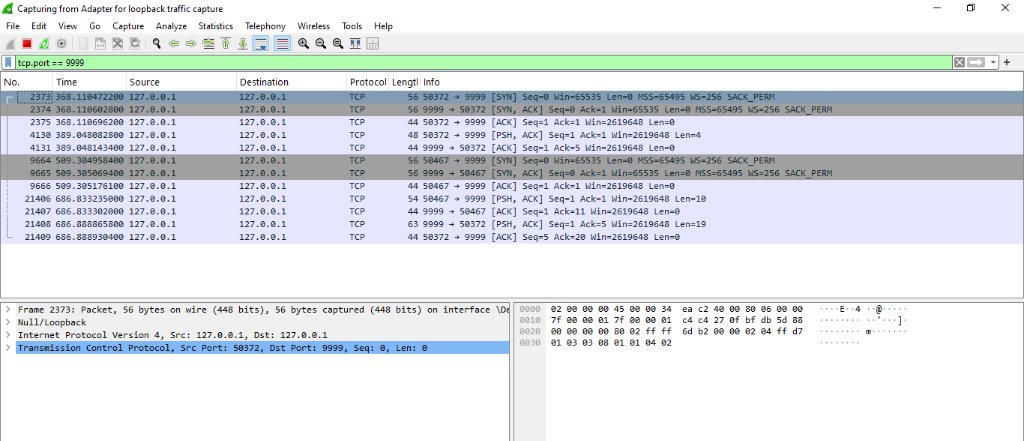 Capturing from Adapter for loopback traffic capture
File Edit View Go Capture Analyze Statistics Telephony Wireless Tools Help
tcp.port == 9999
No. Time Source Destination Protocol Lengtl Info
2373 368.110472200 127.0.0.1 127.0.0.1 TCP 56 50372 → 9999 [SYN] Seq=0 Win=65535 Len=0 MSS=65495 WS=256 SACK_PERM
2374 368.110602800 127.0.0.1 127.0.0.1 TCP 56 9999 → 50372 [SYN, ACK] Seq=0 Ack=1 Win=65535 Len=0 MSS=65495 WS=256 SACK_PERM
2375 368.110696200 127.0.0.1 127.0.0.1 TCP 44 50372 → 9999 [ACK] Seq=1 Ack=1 Win=2619648 Len=0
4130 389.048082800 127.0.0.1 127.0.0.1 TCP 48 50372 → 9999 [PSH, ACK] Seq=1 Ack=1 Win=2619648 Len=4
4131 389.048143400 127.0.0.1 127.0.0.1 TCP 44 9999 → 50372 [ACK] Seq=1 Ack=5 Win=2619648 Len=0
9664 509.304958400 127.0.0.1 127.0.0.1 TCP 56 50467 → 9999 [SYN] Seq=0 Win=65535 Len=0 MSS=65495 WS=256 SACK_PERM
9665 509.305069400 127.0.0.1 127.0.0.1 TCP 56 9999 → 50467 [SYN, ACK] Seq=0 Ack=1 Win=65535 Len=0 MSS=65495 WS=256 SACK_PERM
9666 509.305176100 127.0.0.1 127.0.0.1 TCP 44 50467 → 9999 [ACK] Seq=1 Ack=1 Win=2619648 Len=0
21406 686.833235000 127.0.0.1 127.0.0.1 TCP 54 50467 → 9999 [PSH, ACK] Seq=1 Ack=1 Win=2619648 Len=10
21407 686.833302000 127.0.0.1 127.0.0.1 TCP 44 9999 → 50467 [ACK] Seq=1 Ack=11 Win=2619648 Len=0
21408 686.888865800 127.0.0.1 127.0.0.1 TCP 63 9999 → 50372 [PSH, ACK] Seq=1 Ack=5 Win=2619648 Len=19
21409 686.888930400 127.0.0.1 127.0.0.1 TCP 44 50372 → 9999 [ACK] Seq=5 Ack=20 Win=2619648 Len=0
Frame 2373: Packet, 56 bytes on wire (448 bits), 56 bytes captured (448 bits) on interface \De
Null/Loopback
Internet Protocol Version 4, Src: 127.0.0.1, Dst: 127.0.0.1
Transmission Control Protocol, Src Port: 50372, Dst Port: 9999, Seq: 0, Len: 0
0000 02 00 00 00 45 00 00 34 ea c2 40 00 80 06 00 00 ····E··4 ··@·····
0010 7f 00 00 01 7f 00 00 01 c4 c4 27 0f bf db 5d 88 ········ ··'···]·
0020 00 00 00 00 80 02 ff ff 6d b2 00 00 02 04 ff d7 ········ m·······
0030 01 03 03 08 01 01 04 02 ········